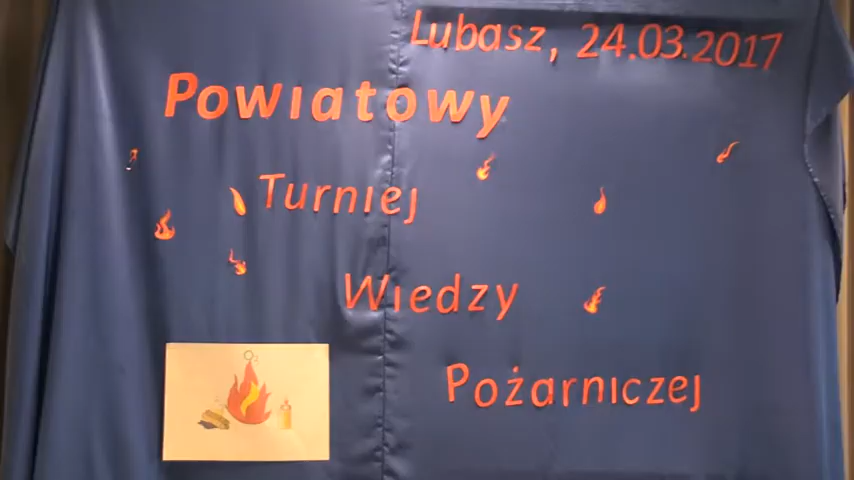 Lubasz, 24.03.2017
Powiatowy
Turniej
Wiedzy
Pożarniczej